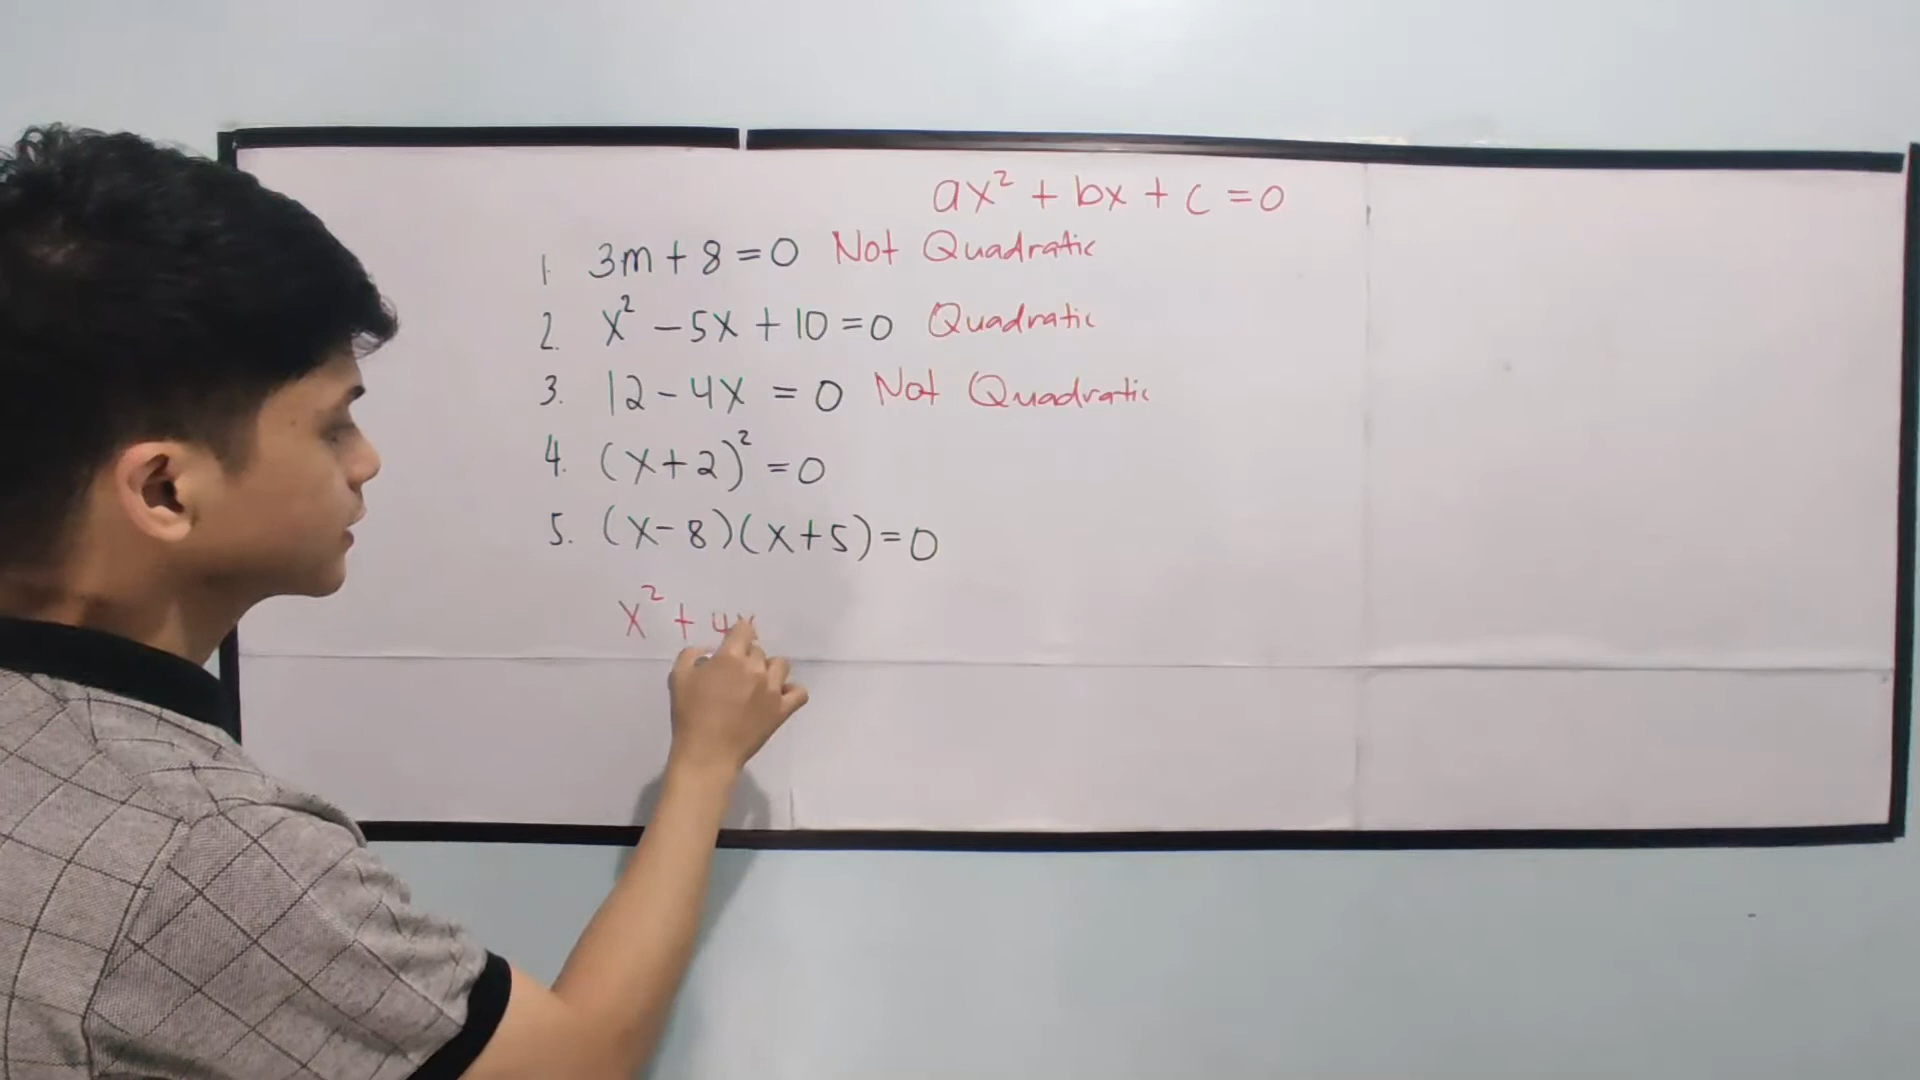 ax² + bx + c = 0
1. 3m + 8 = 0 Not Quadratic
2. x² - 5x + 10 = 0 Quadratic
3. 12 - 4x = 0 Not Quadratic
4. (x+2)² = 0
5. (x-8)(x+5) = 0
x² + 4x